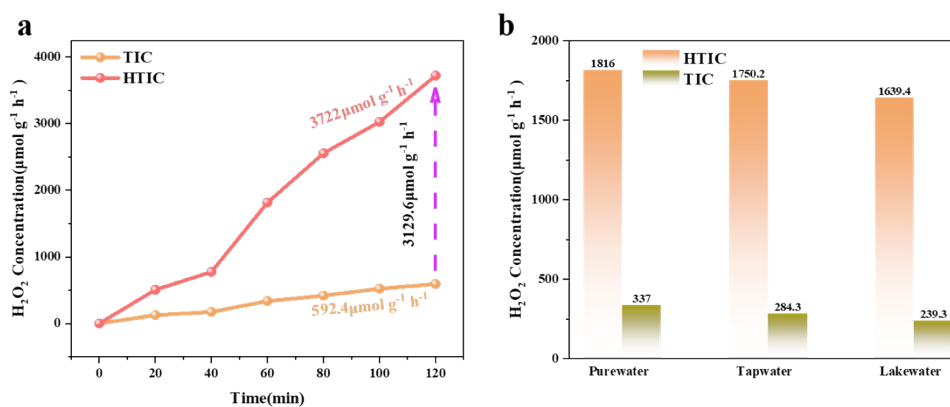 a
TIC
HTIC
4000
3000
2000
1000
0
H₂O₂ Concentration(μmol g⁻¹ h⁻¹ )
3722μmol g⁻¹ h⁻¹
3129.6μmol g⁻¹ h⁻¹
592.4μmol g⁻¹ h⁻¹
0 20 40 60 80 100 120
Time(min)
b
HTIC
TIC
2000
1500
1000
500
0
H₂O₂ Concentration(μmol g⁻¹ h⁻¹)
1816
337
1750.2
284.3
1639.4
239.3
Purewater Tapwater Lakewater